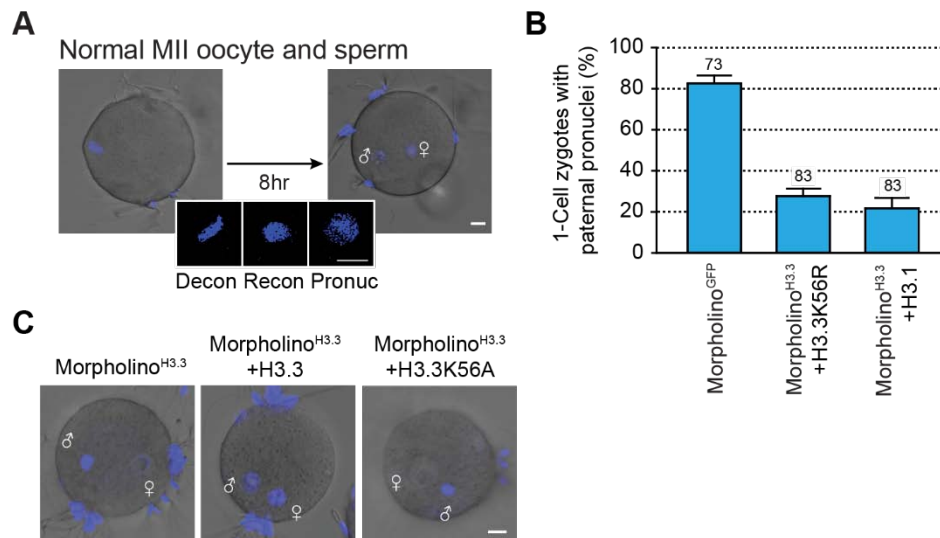 A
Normal MII oocyte and sperm
♂
♀
8hr
Decon Recon Pronuc
B
1-Cell zygotes with
paternal pronuclei (%)
100
80
60
40
20
0
73
83
83
Morpholinoᴳᶠᴾ
Morpholinoᴴ³·³
+H3.3K56R
Morpholinoᴴ³·³
+H3.1
C
Morpholinoᴴ³·³
♂
♀
Morpholinoᴴ³·³
+H3.3
♂
♀
Morpholinoᴴ³·³
+H3.3K56A
♀
♂